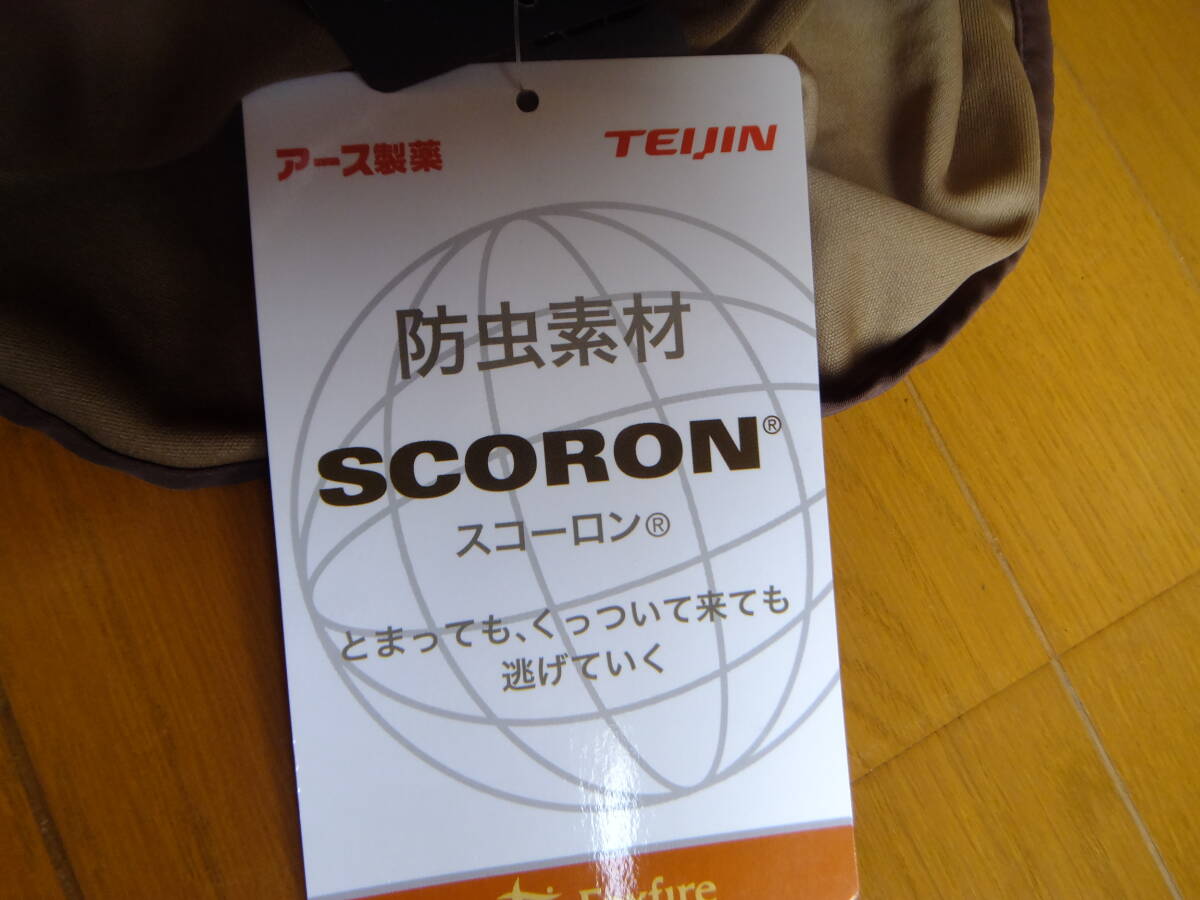 アース製薬 TEIJIN
防虫素材
SCORON®
スコーロン®
とまっても、くっついて来ても
逃げていく
Foxfire